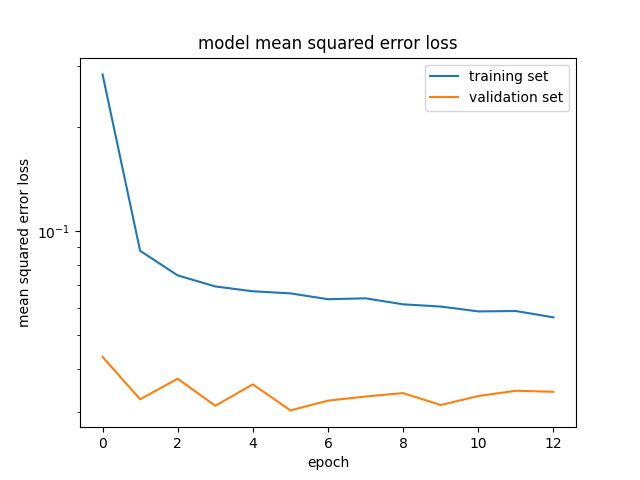 model mean squared error loss
training set
validation set
mean squared error loss
10⁻¹
0 2 4 6 8 10 12
epoch